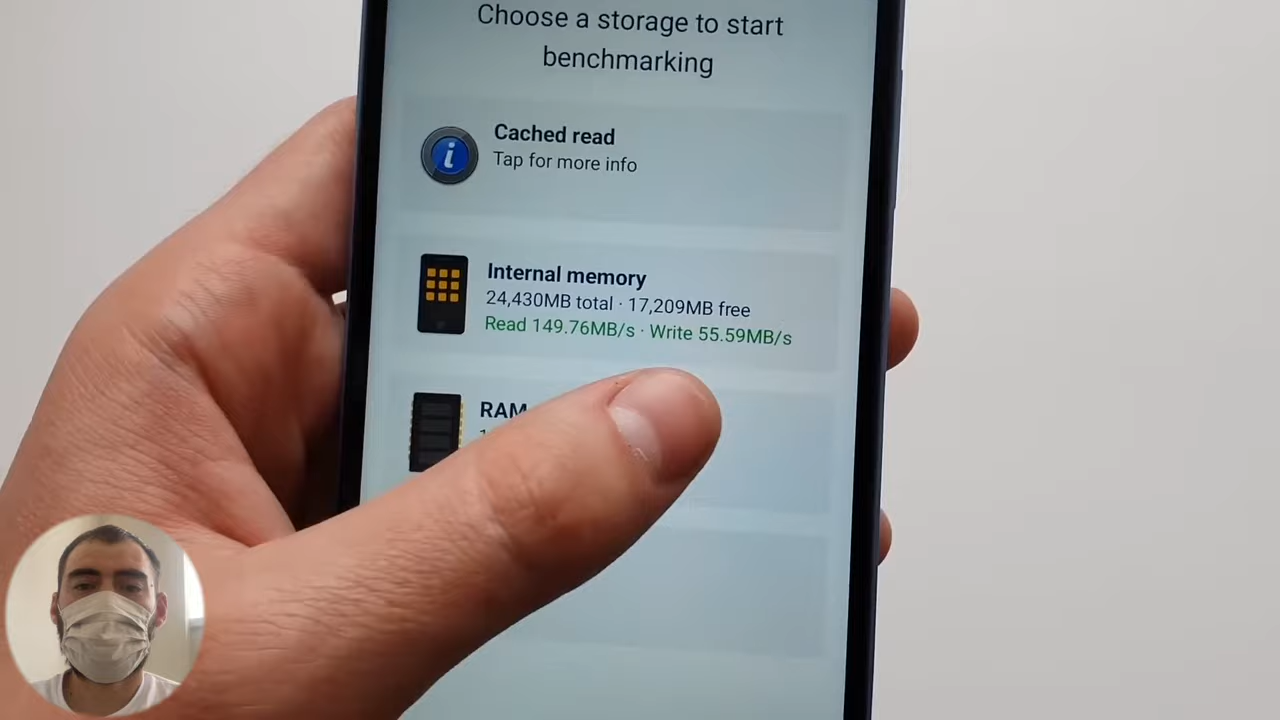 Choose a storage to start
benchmarking
Cached read
Tap for more info
Internal memory
24,430MB total · 17,209MB free
Read 149.76MB/s · Write 55.59MB/s
RAM